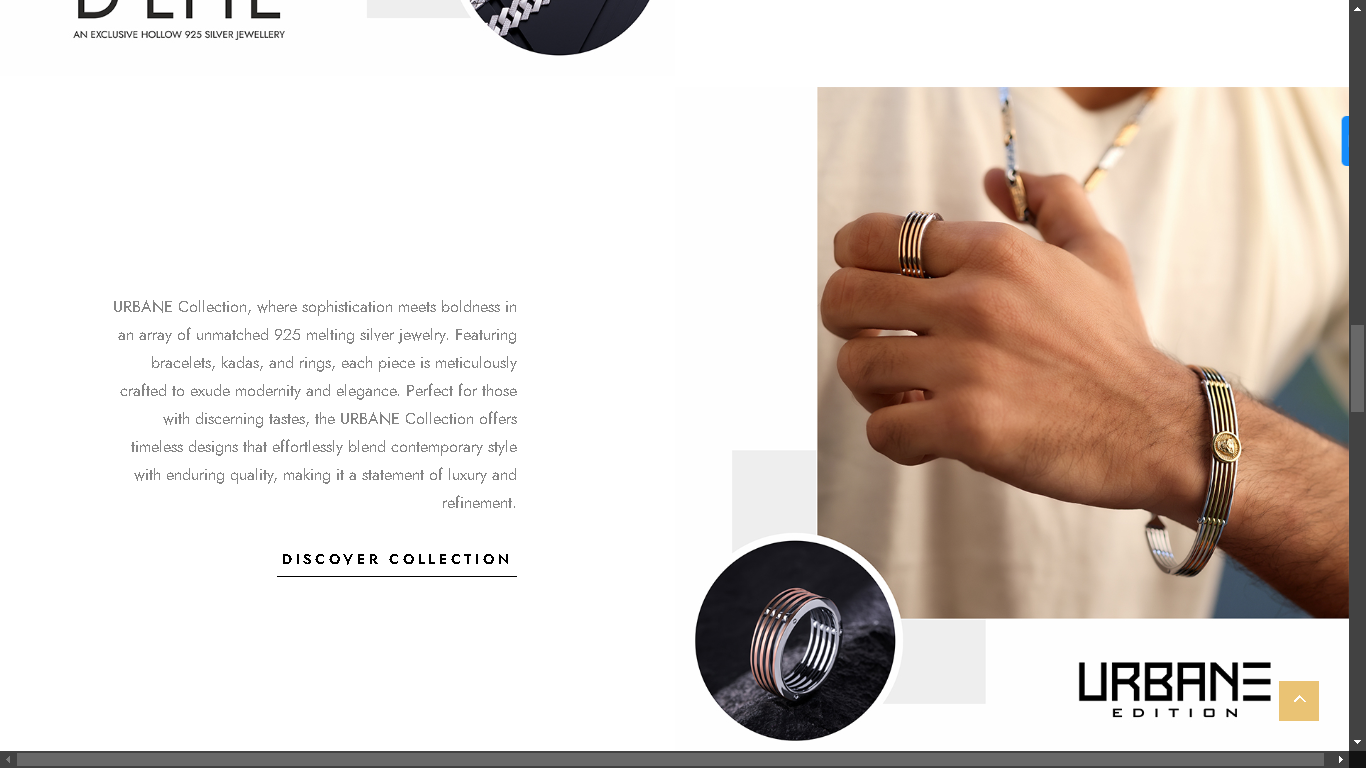 AN EXCLUSIVE HOLLOW 925 SILVER JEWELLERY
URBANE Collection, where sophistication meets boldness in
an array of unmatched 925 melting silver jewelry. Featuring
bracelets, kadas, and rings, each piece is meticulously
crafted to exude modernity and elegance. Perfect for those
with discerning tastes, the URBANE Collection offers
timeless designs that effortlessly blend contemporary style
with enduring quality, making it a statement of luxury and
refinement.
DISCOVER COLLECTION
URBANE
EDITION